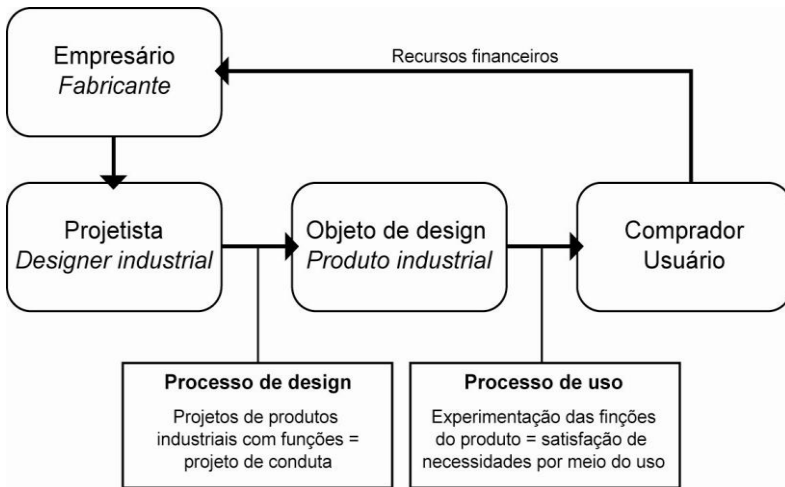 Empresário
Fabricante
Recursos financeiros
Projetista
Designer industrial
Objeto de design
Produto industrial
Comprador
Usuário
Processo de design
Projetos de produtos
industriais com funções =
projeto de conduta
Processo de uso
Experimentação das finções
do produto = satisfação de
necessidades por meio do uso